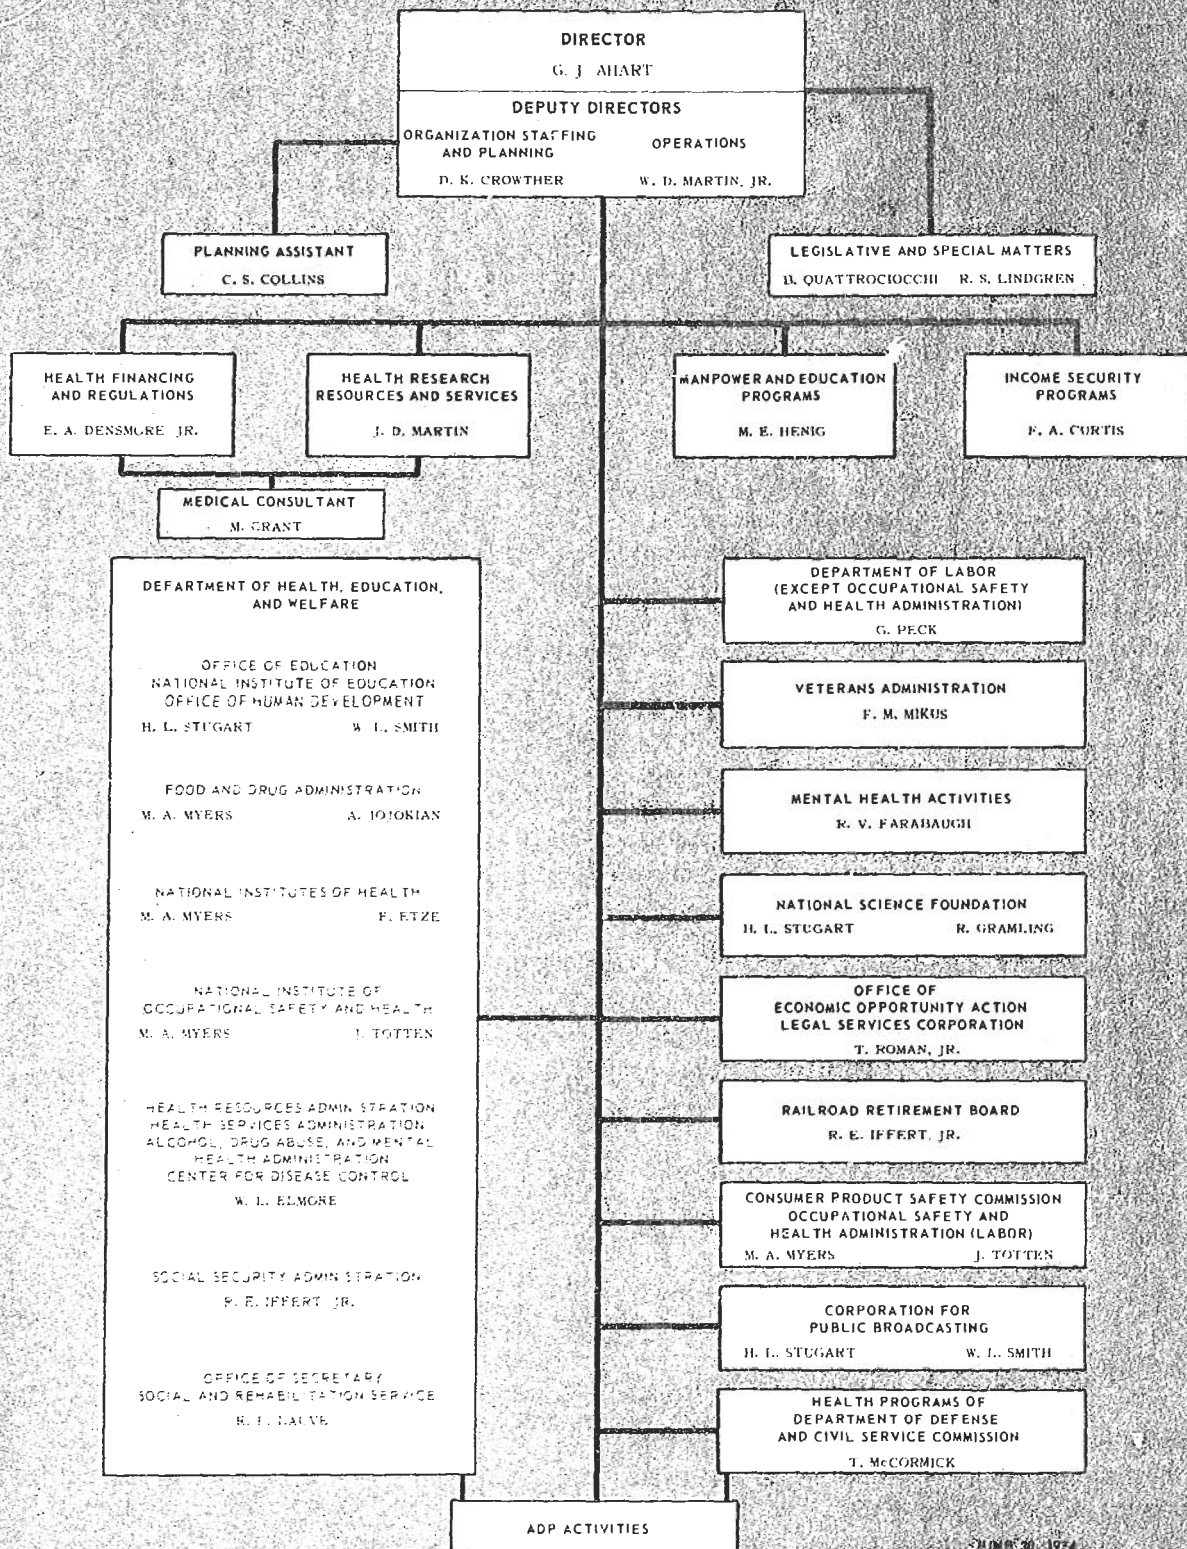 DIRECTOR
G. J. AHART
DEPUTY DIRECTORS
ORGANIZATION STAFFING
AND PLANNING
D. K. CROWTHER
OPERATIONS
W. D. MARTIN, JR.
PLANNING ASSISTANT
C. S. COLLINS
LEGISLATIVE AND SPECIAL MATTERS
D. QUATTROCIOCCHI R. S. LINDGREN
HEALTH FINANCING
AND REGULATIONS
E. A. DENSMORE JR.
HEALTH RESEARCH
RESOURCES AND SERVICES
J. D. MARTIN
MANPOWER AND EDUCATION
PROGRAMS
M. E. HENIG
INCOME SECURITY
PROGRAMS
F. A. CURTIS
MEDICAL CONSULTANT
M. GRANT
DEPARTMENT OF HEALTH, EDUCATION,
AND WELFARE
OFFICE OF EDUCATION
NATIONAL INSTITUTE OF EDUCATION
OFFICE OF HUMAN DEVELOPMENT
H. L. STUGART W. L. SMITH
FOOD AND DRUG ADMINISTRATION
M. A. MYERS A. JOJOKIAN
NATIONAL INSTITUTES OF HEALTH
M. A. MYERS F. ETZE
NATIONAL INSTITUTE OF
OCCUPATIONAL SAFETY AND HEALTH
M. A. MYERS J. TOTTEN
HEALTH RESOURCES ADMINISTRATION
HEALTH SERVICES ADMINISTRATION
ALCOHOL, DRUG ABUSE, AND MENTAL
HEALTH ADMINISTRATION
CENTER FOR DISEASE CONTROL
W. L. ELMORE
SOCIAL SECURITY ADMINISTRATION
R. E. IFFERT JR.
OFFICE OF SECRETARY
SOCIAL AND REHABILITATION SERVICE
DEPARTMENT OF LABOR
(EXCEPT OCCUPATIONAL SAFETY
AND HEALTH ADMINISTRATION)
G. PECK
VETERANS ADMINISTRATION
F. M. MIKUS
MENTAL HEALTH ACTIVITIES
R. V. FARABAUGH
NATIONAL SCIENCE FOUNDATION
H. L. STUGART R. GRAMLING
OFFICE OF
ECONOMIC OPPORTUNITY ACTION
LEGAL SERVICES CORPORATION
T. ROMAN, JR.
RAILROAD RETIREMENT BOARD
R. E. IFFERT, JR.
CONSUMER PRODUCT SAFETY COMMISSION
OCCUPATIONAL SAFETY AND
HEALTH ADMINISTRATION (LABOR)
M. A. MYERS J. TOTTEN
CORPORATION FOR
PUBLIC BROADCASTING
H. L. STUGART W. L. SMITH
HEALTH PROGRAMS OF
DEPARTMENT OF DEFENSE
AND CIVIL SERVICE COMMISSION
T. McCORMICK
ADP ACTIVITIES
JUNE 30, 1974